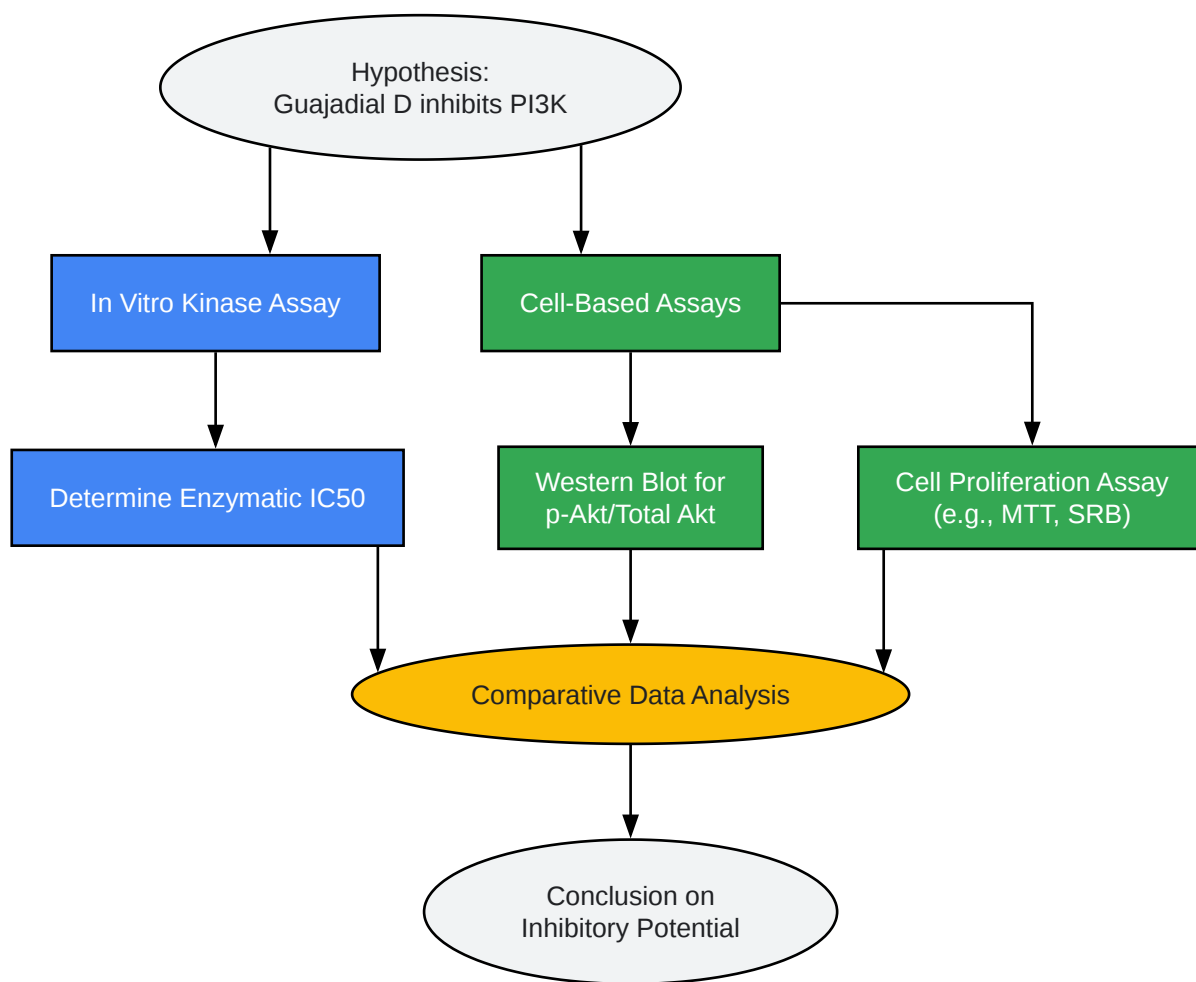 Hypothesis:
Guajadial D inhibits PI3K
In Vitro Kinase Assay
Cell-Based Assays
Determine Enzymatic IC50
Western Blot for
p-Akt/Total Akt
Cell Proliferation Assay
(e.g., MTT, SRB)
Comparative Data Analysis
Conclusion on
Inhibitory Potential